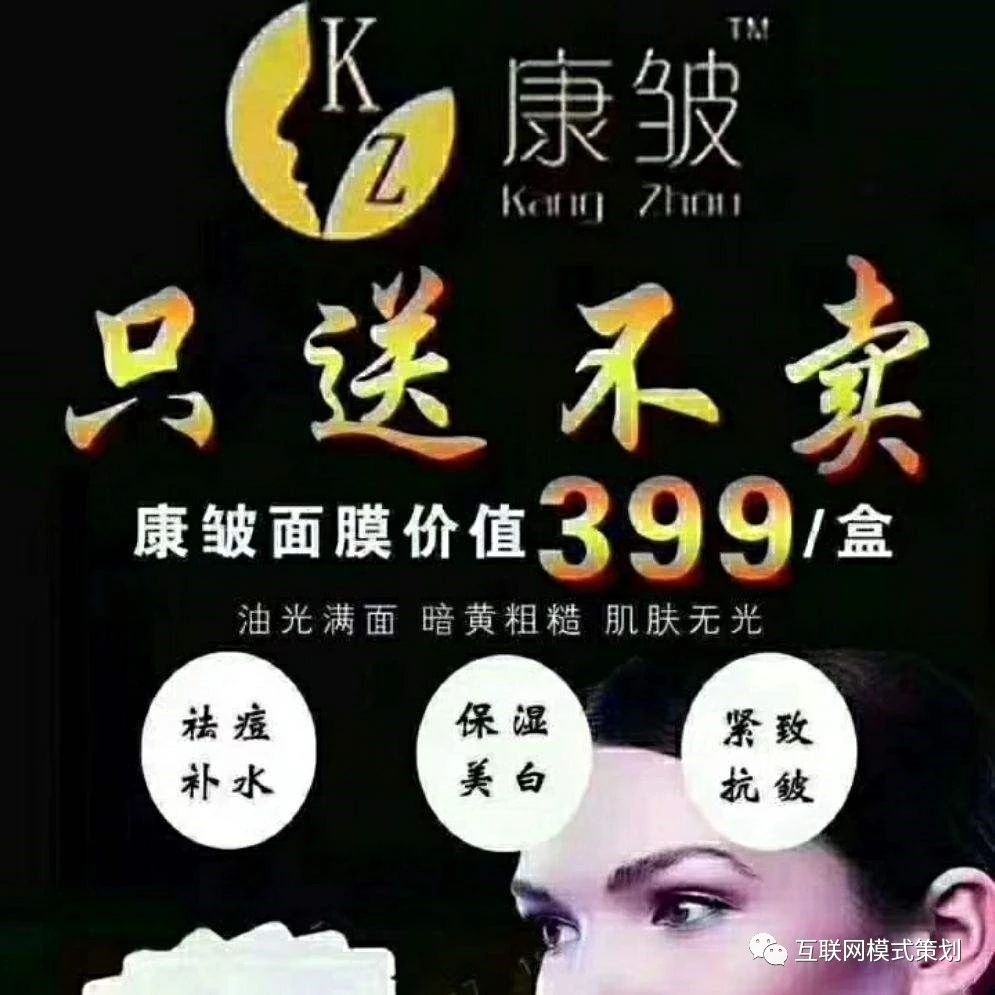 KZ
康皱™
Kang Zhou
只送不卖
康皱面膜价值399/盒
油光满面 暗黄粗糙 肌肤无光
祛痘
补水
保湿
美白
紧致
抗皱
互联网模式策划